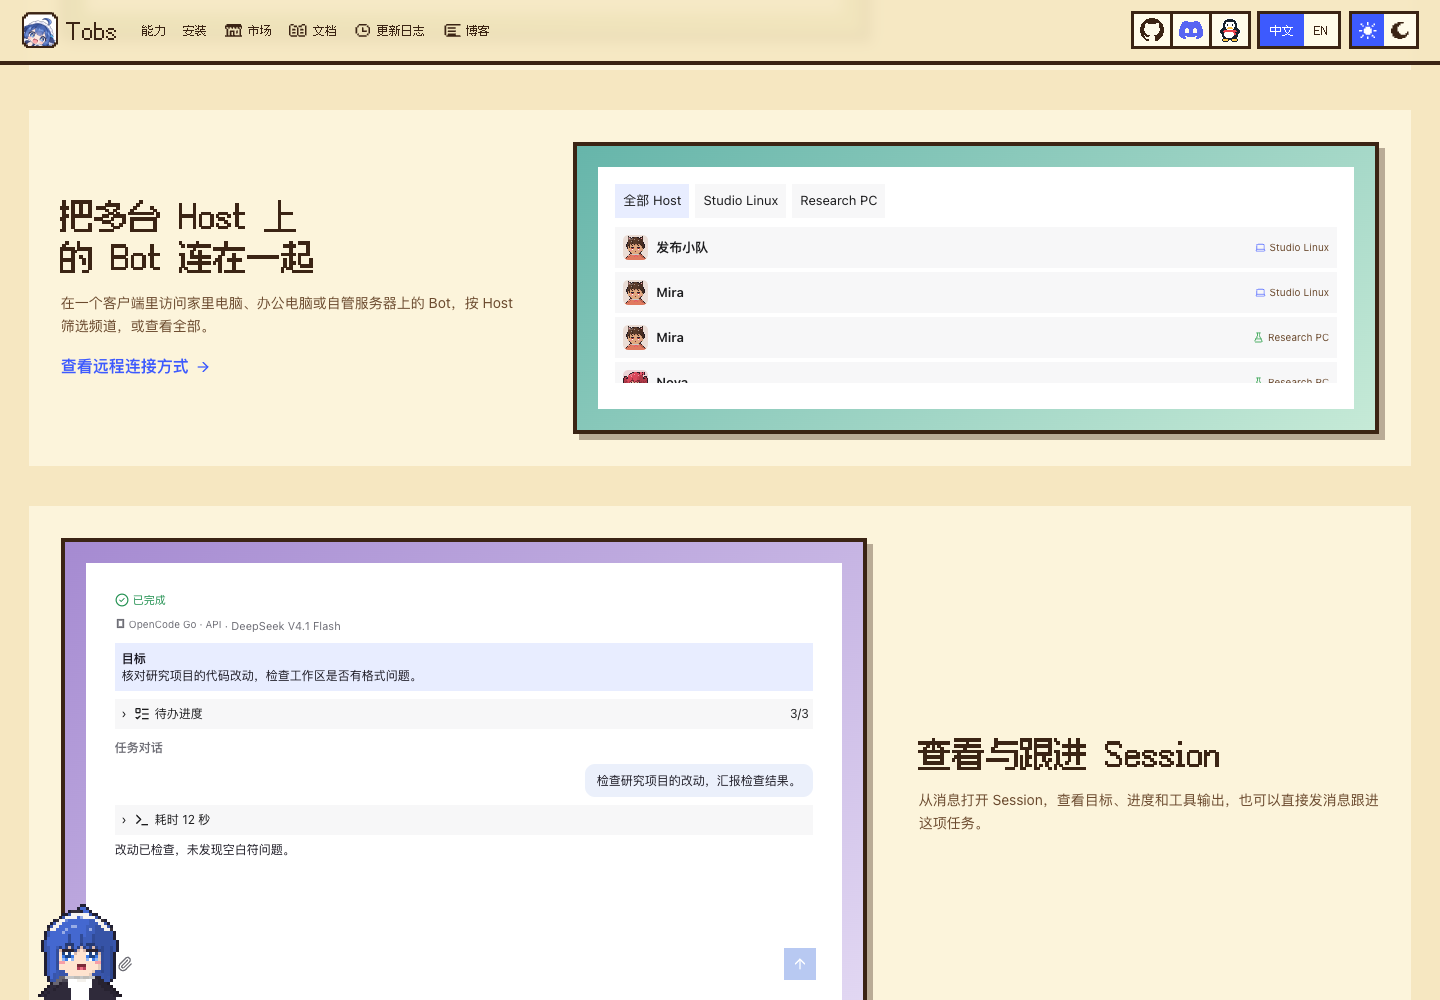 Tobs 能力 安装 市场 文档 更新日志 博客 中文 EN
把多台 Host 上
的 Bot 连在一起
在一个客户端里访问家里电脑、办公电脑或自管服务器上的 Bot，按 Host
筛选频道，或查看全部。
查看远程连接方式 →
全部 Host Studio Linux Research PC
发布小队 Studio Linux
Mira Studio Linux
Mira Research PC
Nova Research PC
已完成
OpenCode Go · API · DeepSeek V4.1 Flash
目标
核对研究项目的代码改动，检查工作区是否有格式问题。
› 待办进度 3/3
任务对话
检查研究项目的改动，汇报检查结果。
› 耗时 12 秒
改动已检查，未发现空白符问题。
查看与跟进 Session
从消息打开 Session，查看目标、进度和工具输出，也可以直接发消息跟进
这项任务。